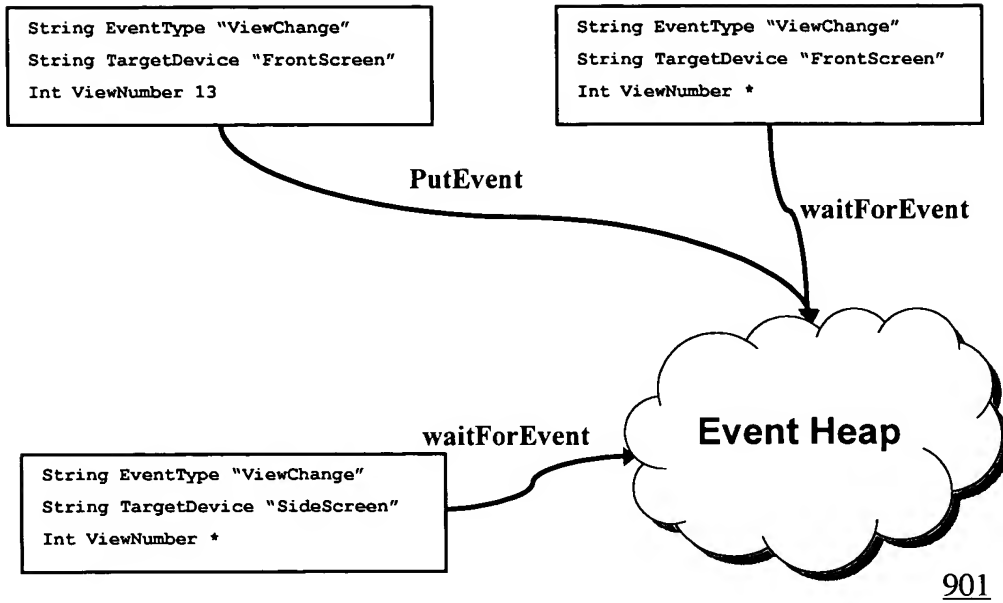 String EventType “ViewChange”
String TargetDevice “FrontScreen”
Int ViewNumber 13
String EventType “ViewChange”
String TargetDevice “FrontScreen”
Int ViewNumber *
PutEvent
waitForEvent
waitForEvent
Event Heap
String EventType “ViewChange”
String TargetDevice “SideScreen”
Int ViewNumber *
901